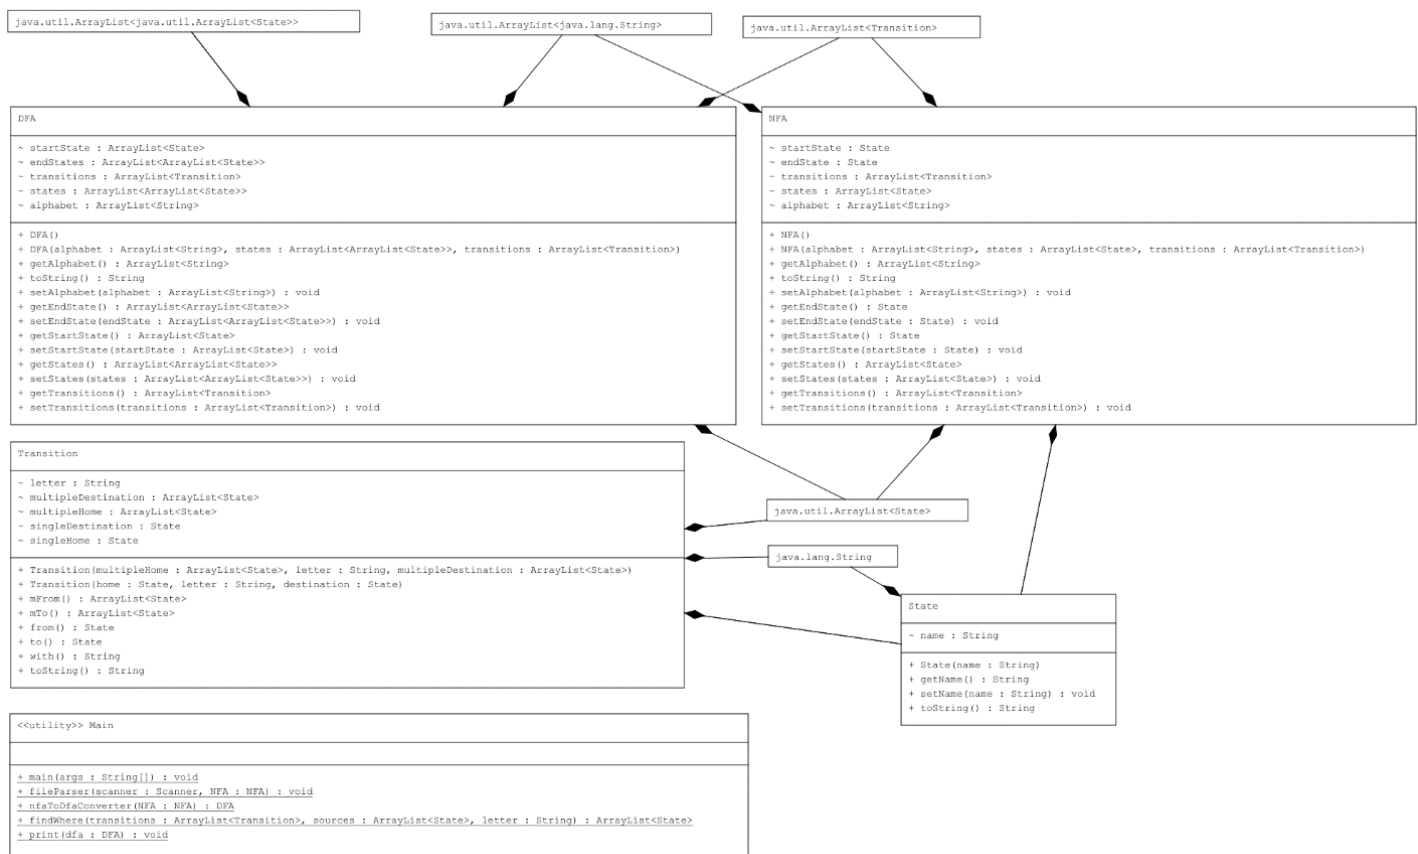 java.util.ArrayList<java.util.ArrayList<State>>
java.util.ArrayList<java.lang.String>
java.util.ArrayList<Transition>
DFA
~ startState : ArrayList<State>
~ endStates : ArrayList<ArrayList<State>>
~ transitions : ArrayList<Transition>
~ states : ArrayList<ArrayList<State>>
~ alphabet : ArrayList<String>
+ DFA()
+ DFA(alphabet : ArrayList<String>, states : ArrayList<ArrayList<State>>, transitions : ArrayList<Transition>)
+ getAlphabet() : ArrayList<String>
+ toString() : String
+ setAlphabet(alphabet : ArrayList<String>) : void
+ getEndState() : ArrayList<ArrayList<State>>
+ setEndState(endState : ArrayList<ArrayList<State>>) : void
+ getStartState() : ArrayList<State>
+ setStartState(startState : ArrayList<State>) : void
+ getStates() : ArrayList<ArrayList<State>>
+ setStates(states : ArrayList<ArrayList<State>>) : void
+ getTransitions() : ArrayList<Transition>
+ setTransitions(transitions : ArrayList<Transition>) : void
NFA
~ startState : State
~ endState : State
~ transitions : ArrayList<Transition>
~ states : ArrayList<State>
~ alphabet : ArrayList<String>
+ NFA()
+ NFA(alphabet : ArrayList<String>, states : ArrayList<State>, transitions : ArrayList<Transition>)
+ getAlphabet() : ArrayList<String>
+ toString() : String
+ setAlphabet(alphabet : ArrayList<String>) : void
+ getEndState() : State
+ setEndState(endState : State) : void
+ getStartState() : State
+ setStartState(startState : State) : void
+ getStates() : ArrayList<State>
+ setStates(states : ArrayList<State>) : void
+ getTransitions() : ArrayList<Transition>
+ setTransitions(transitions : ArrayList<Transition>) : void
Transition
~ letter : String
~ multipleDestination : ArrayList<State>
~ multipleHome : ArrayList<State>
~ singleDestination : State
~ singleHome : State
+ Transition(multipleHome : ArrayList<State>, letter : String, multipleDestination : ArrayList<State>)
+ Transition(home : State, letter : String, destination : State)
+ mFrom() : ArrayList<State>
+ mTo() : ArrayList<State>
+ from() : State
+ to() : State
+ with() : String
+ toString() : String
java.util.ArrayList<State>
java.lang.String
State
~ name : String
+ State(name : String)
+ getName() : String
+ setName(name : String) : void
+ toString() : String
<<utility>> Main
+ main(args : String[]) : void
+ fileParser(scanner : Scanner, NFA : NFA) : void
+ nfaToDfaConverter(NFA : NFA) : DFA
+ findWhere(transitions : ArrayList<Transition>, sources : ArrayList<State>, letter : String) : ArrayList<State>
+ print(dfa : DFA) : void